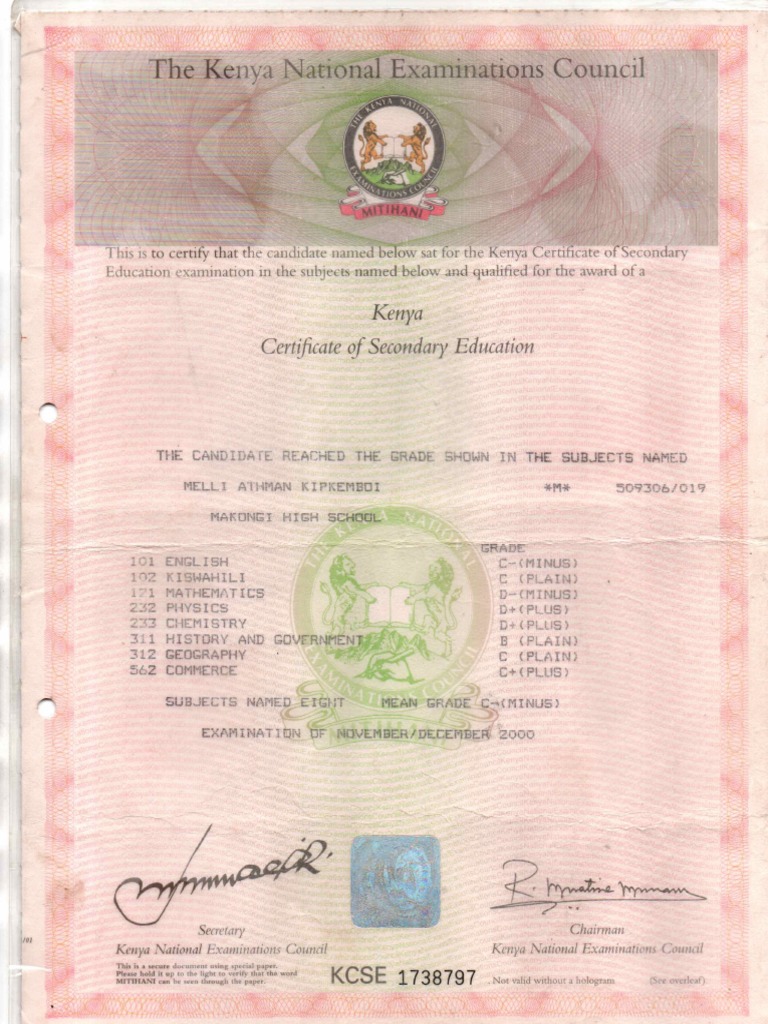 The Kenya National Examinations Council
THE KENYA NATIONAL
EXAMINATIONS COUNCIL
MITIHANI
This is to certify that the candidate named below sat for the Kenya Certificate of Secondary
Education examination in the subjects named below and qualified for the award of a
Kenya
Certificate of Secondary Education
THE CANDIDATE REACHED THE GRADE SHOWN IN THE SUBJECTS NAMED
MELLI ATHMAN KIPKEMBOI *M* 509306/019
MAKONGI HIGH SCHOOL
THE KENYA NATIONAL
GRADE
101 ENGLISH C-(MINUS)
102 KISWAHILI C (PLAIN)
121 MATHEMATICS D-(MINUS)
232 PHYSICS D+(PLUS)
233 CHEMISTRY D+(PLUS)
311 HISTORY AND GOVERNMENT B (PLAIN)
312 GEOGRAPHY C (PLAIN)
562 COMMERCE C+(PLUS)
EXAMINATIONS COUNCIL
SUBJECTS NAMED EIGHT MEAN GRADE C-(MINUS)
MITIHANI
EXAMINATION OF NOVEMBER/DECEMBER 2000
Secretary Chairman
Kenya National Examinations Council Kenya National Examinations Council
This is a secure document using special paper.
Please hold it up to the light to verify that the word
MITIHANI can be seen through the paper.
KCSE 1738797 . Not valid without a hologram (See overleaf)